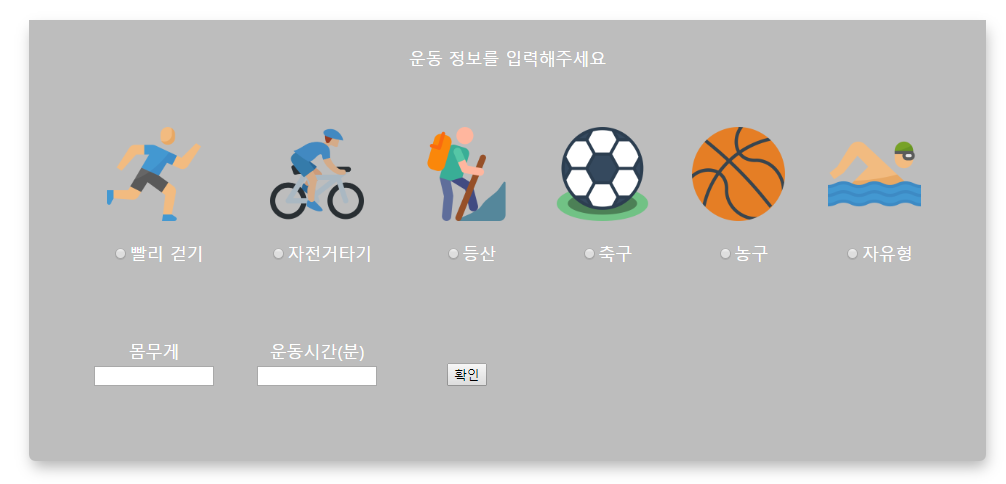 운동 정보를 입력해주세요
빨리 걷기 자전거타기 등산 축구 농구 자유형
몸무게 운동시간(분)
확인